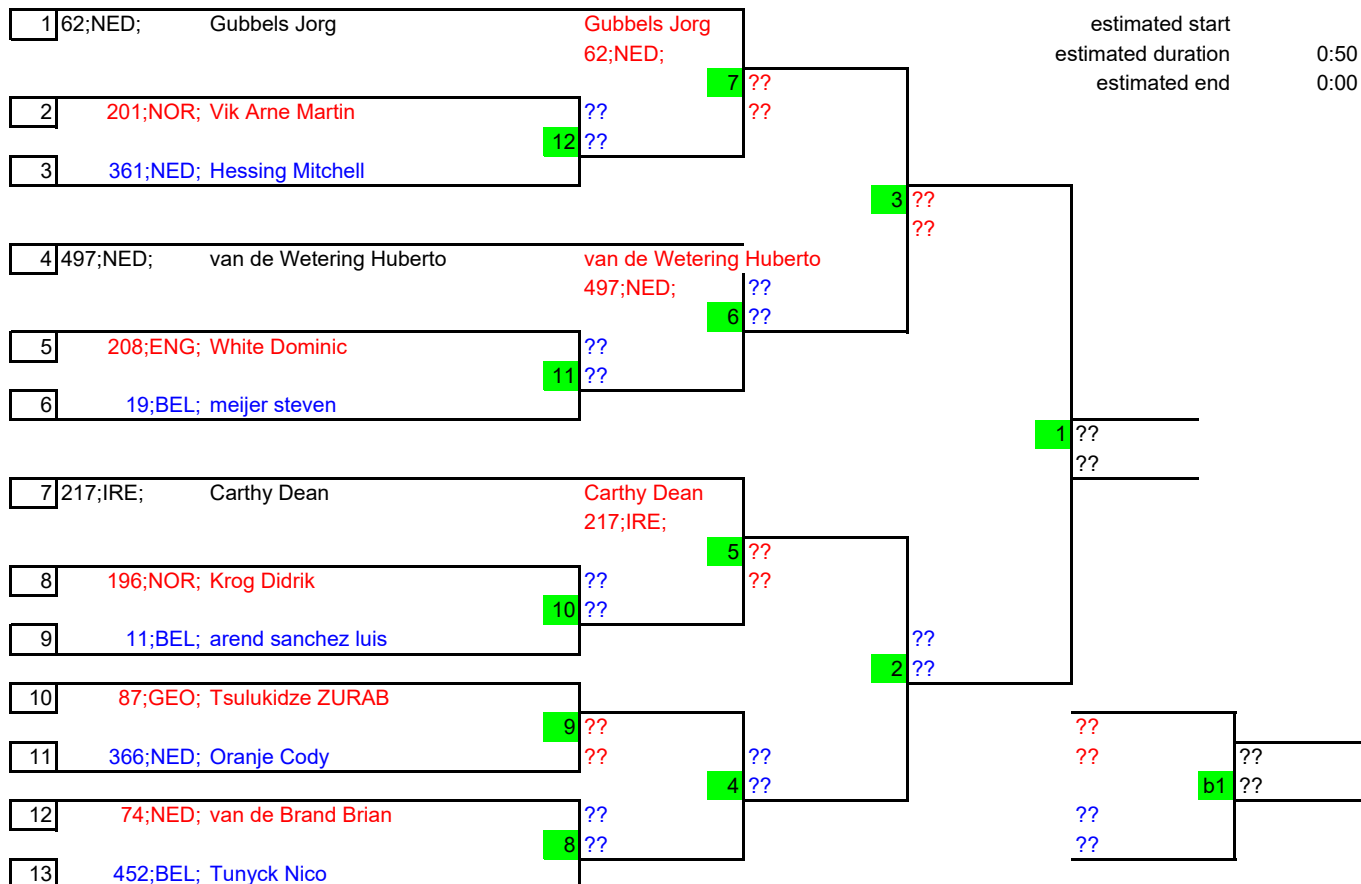 1 62;NED; Gubbels Jorg Gubbels Jorg estimated start
62;NED; estimated duration 0:50
7 ?? estimated end 0:00
2 201;NOR; Vik Arne Martin ?? ??
12 ??
3 361;NED; Hessing Mitchell
3 ??
??
4 497;NED; van de Wetering Huberto van de Wetering Huberto
497;NED; ??
6 ??
5 208;ENG; White Dominic ??
11 ??
6 19;BEL; meijer steven
1 ??
??
7 217;IRE; Carthy Dean Carthy Dean
217;IRE;
5 ??
8 196;NOR; Krog Didrik ?? ??
10 ??
9 11;BEL; arend sanchez luis ??
2 ??
10 87;GEO; Tsulukidze ZURAB
9 ?? ??
11 366;NED; Oranje Cody ?? ?? ?? ??
4 ?? b1 ??
12 74;NED; van de Brand Brian ?? ??
8 ?? ??
13 452;BEL; Tunyck Nico